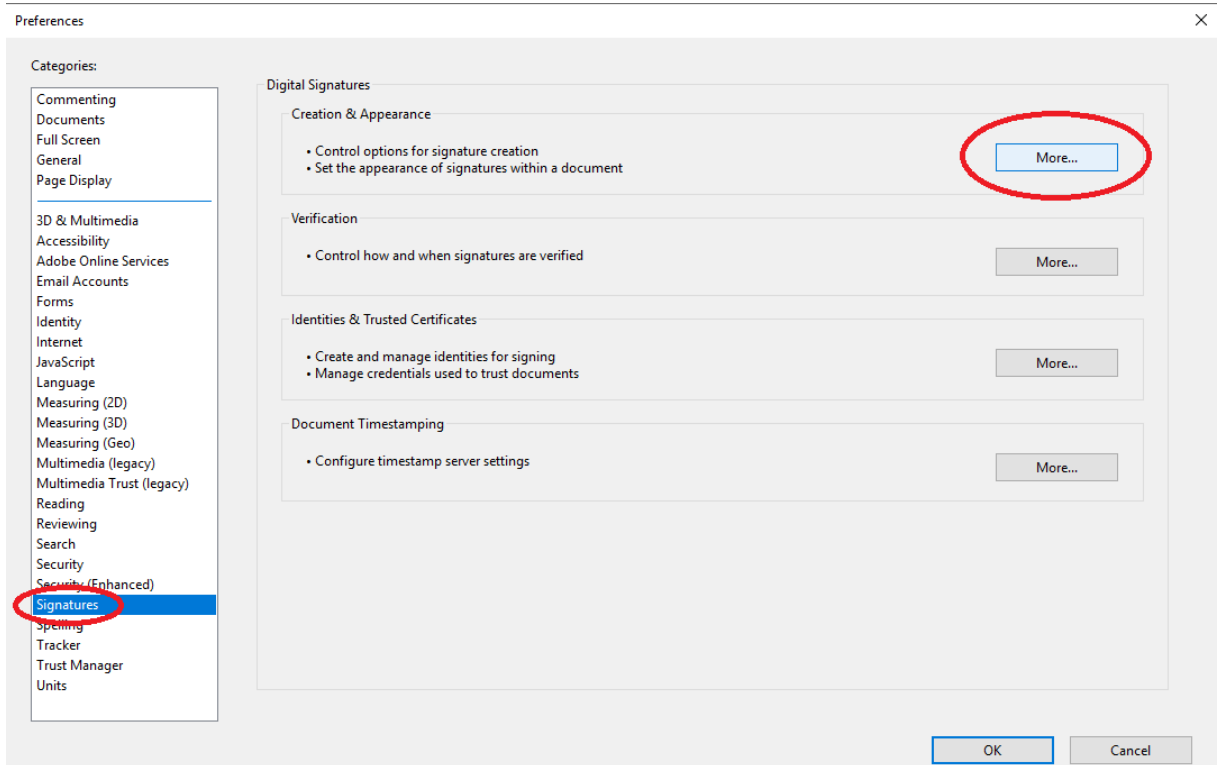 Preferences
Categories:
Commenting
Documents
Full Screen
General
Page Display
3D & Multimedia
Accessibility
Adobe Online Services
Email Accounts
Forms
Identity
Internet
JavaScript
Language
Measuring (2D)
Measuring (3D)
Measuring (Geo)
Multimedia (legacy)
Multimedia Trust (legacy)
Reading
Reviewing
Search
Security
Security (Enhanced)
Signatures
Spelling
Tracker
Trust Manager
Units
Digital Signatures
Creation & Appearance
• Control options for signature creation
• Set the appearance of signatures within a document
More...
Verification
• Control how and when signatures are verified
More...
Identities & Trusted Certificates
• Create and manage identities for signing
• Manage credentials used to trust documents
More...
Document Timestamping
• Configure timestamp server settings
More...
OK
Cancel